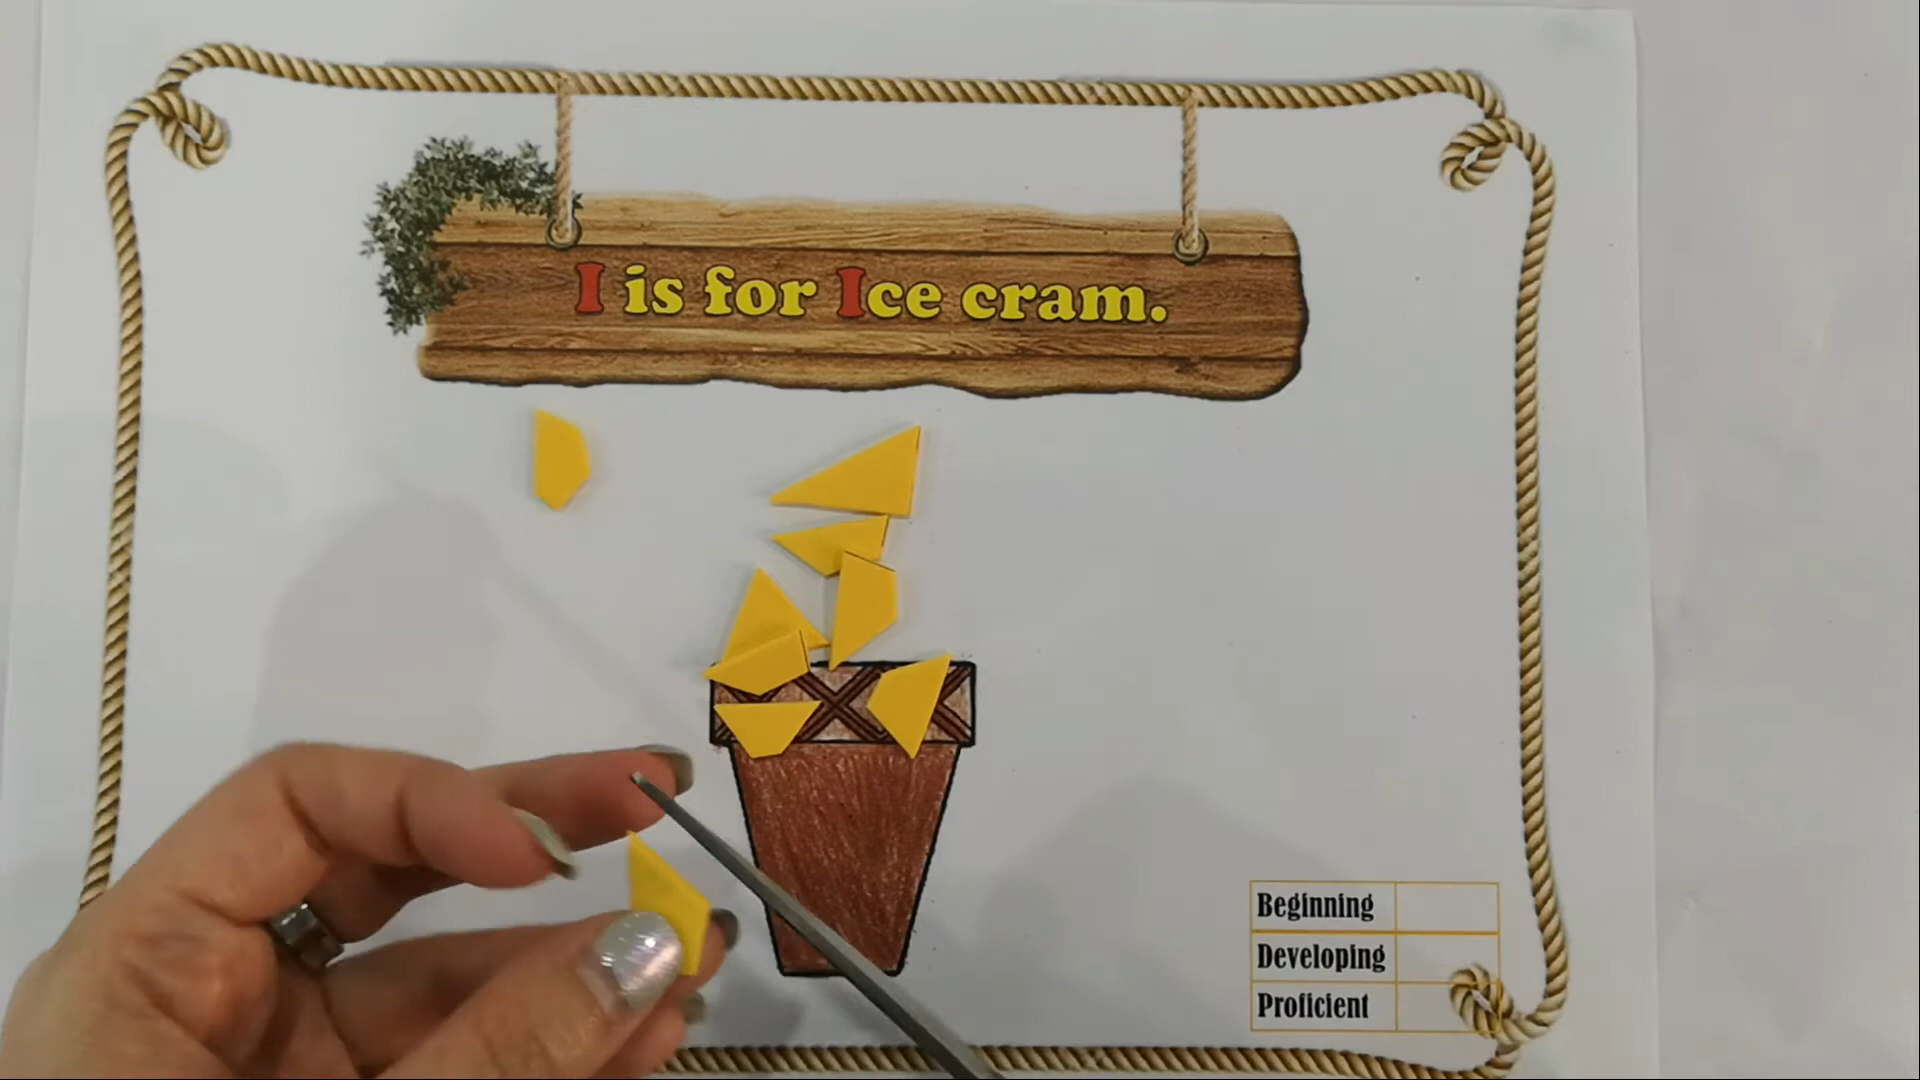 I is for Ice cram.
Beginning
Developing
Proficient